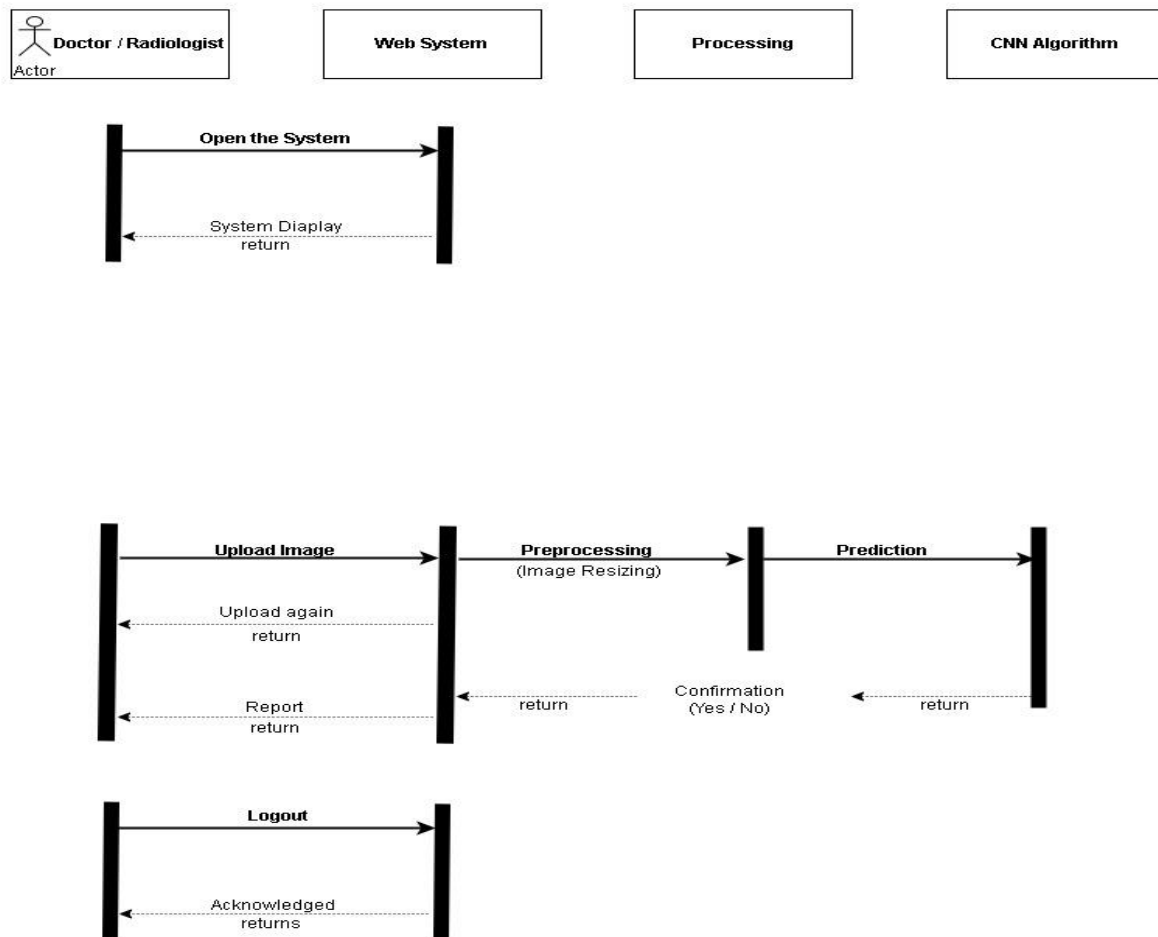 Doctor / Radiologist
Actor
Web System
Processing
CNN Algorithm
Open the System
System Diaplay
return
Upload Image
Preprocessing
(Image Resizing)
Prediction
Upload again
return
Confirmation
(Yes / No)
return
return
Report
return
Logout
Acknowledged
returns